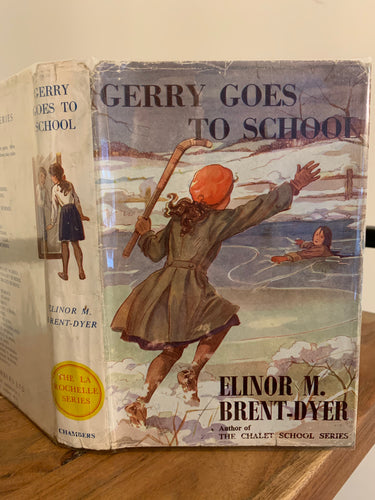 GERRY
GOES TO
SCHOOL
ELINOR M.
BRENT-DYER
THE LA
ROCHELLE
SERIES
CHAMBERS
GERRY GOES
TO SCHOOL
ELINOR M.
BRENT-DYER
Author of
THE CHALET SCHOOL SERIES